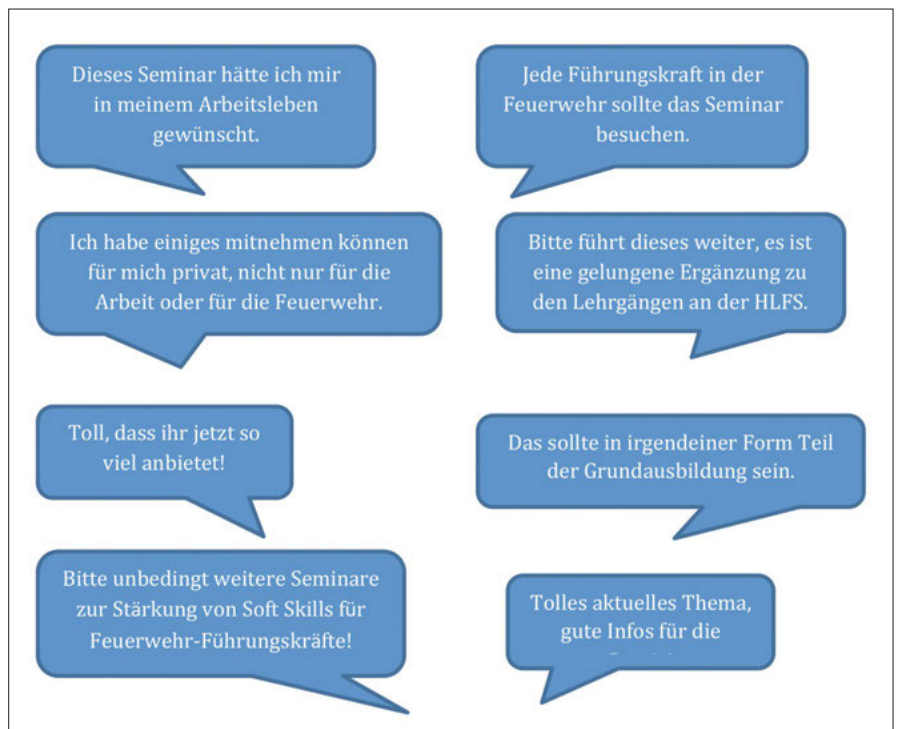 Dieses Seminar hätte ich mir
in meinem Arbeitsleben
gewünscht.
Jede Führungskraft in der
Feuerwehr sollte das Seminar
besuchen.
Ich habe einiges mitnehmen können
für mich privat, nicht nur für die
Arbeit oder für die Feuerwehr.
Bitte führt dieses weiter, es ist
eine gelungene Ergänzung zu
den Lehrgängen an der HLFS.
Toll, dass ihr jetzt so
viel anbietet!
Das sollte in irgendeiner Form Teil
der Grundausbildung sein.
Bitte unbedingt weitere Seminare
zur Stärkung von Soft Skills für
Feuerwehr-Führungskräfte!
Tolles aktuelles Thema,
gute Infos für die